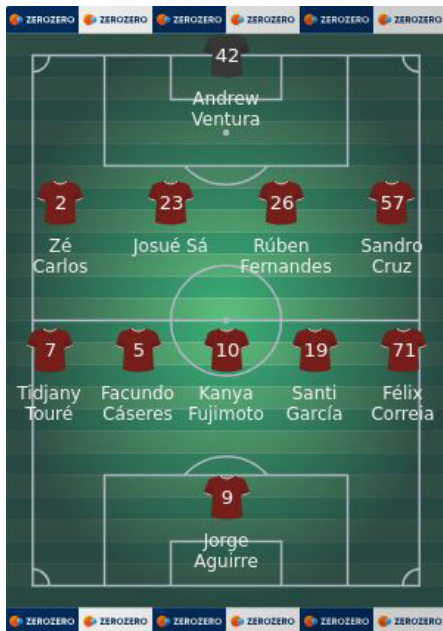 ZEROZERO ZEROZERO ZEROZERO ZEROZERO ZEROZERO ZEROZERO
42
Andrew
Ventura
2 23 26 57
Zé Josué Sá Rúben Sandro
Carlos Fernandes Cruz
7 5 10 19 71
Tidjany Facundo Kanya Santi Félix
Touré Cáseres Fujimoto García Correia
9
Jorge
Aguirre
ZEROZERO ZEROZERO ZEROZERO ZEROZERO ZEROZERO ZEROZERO